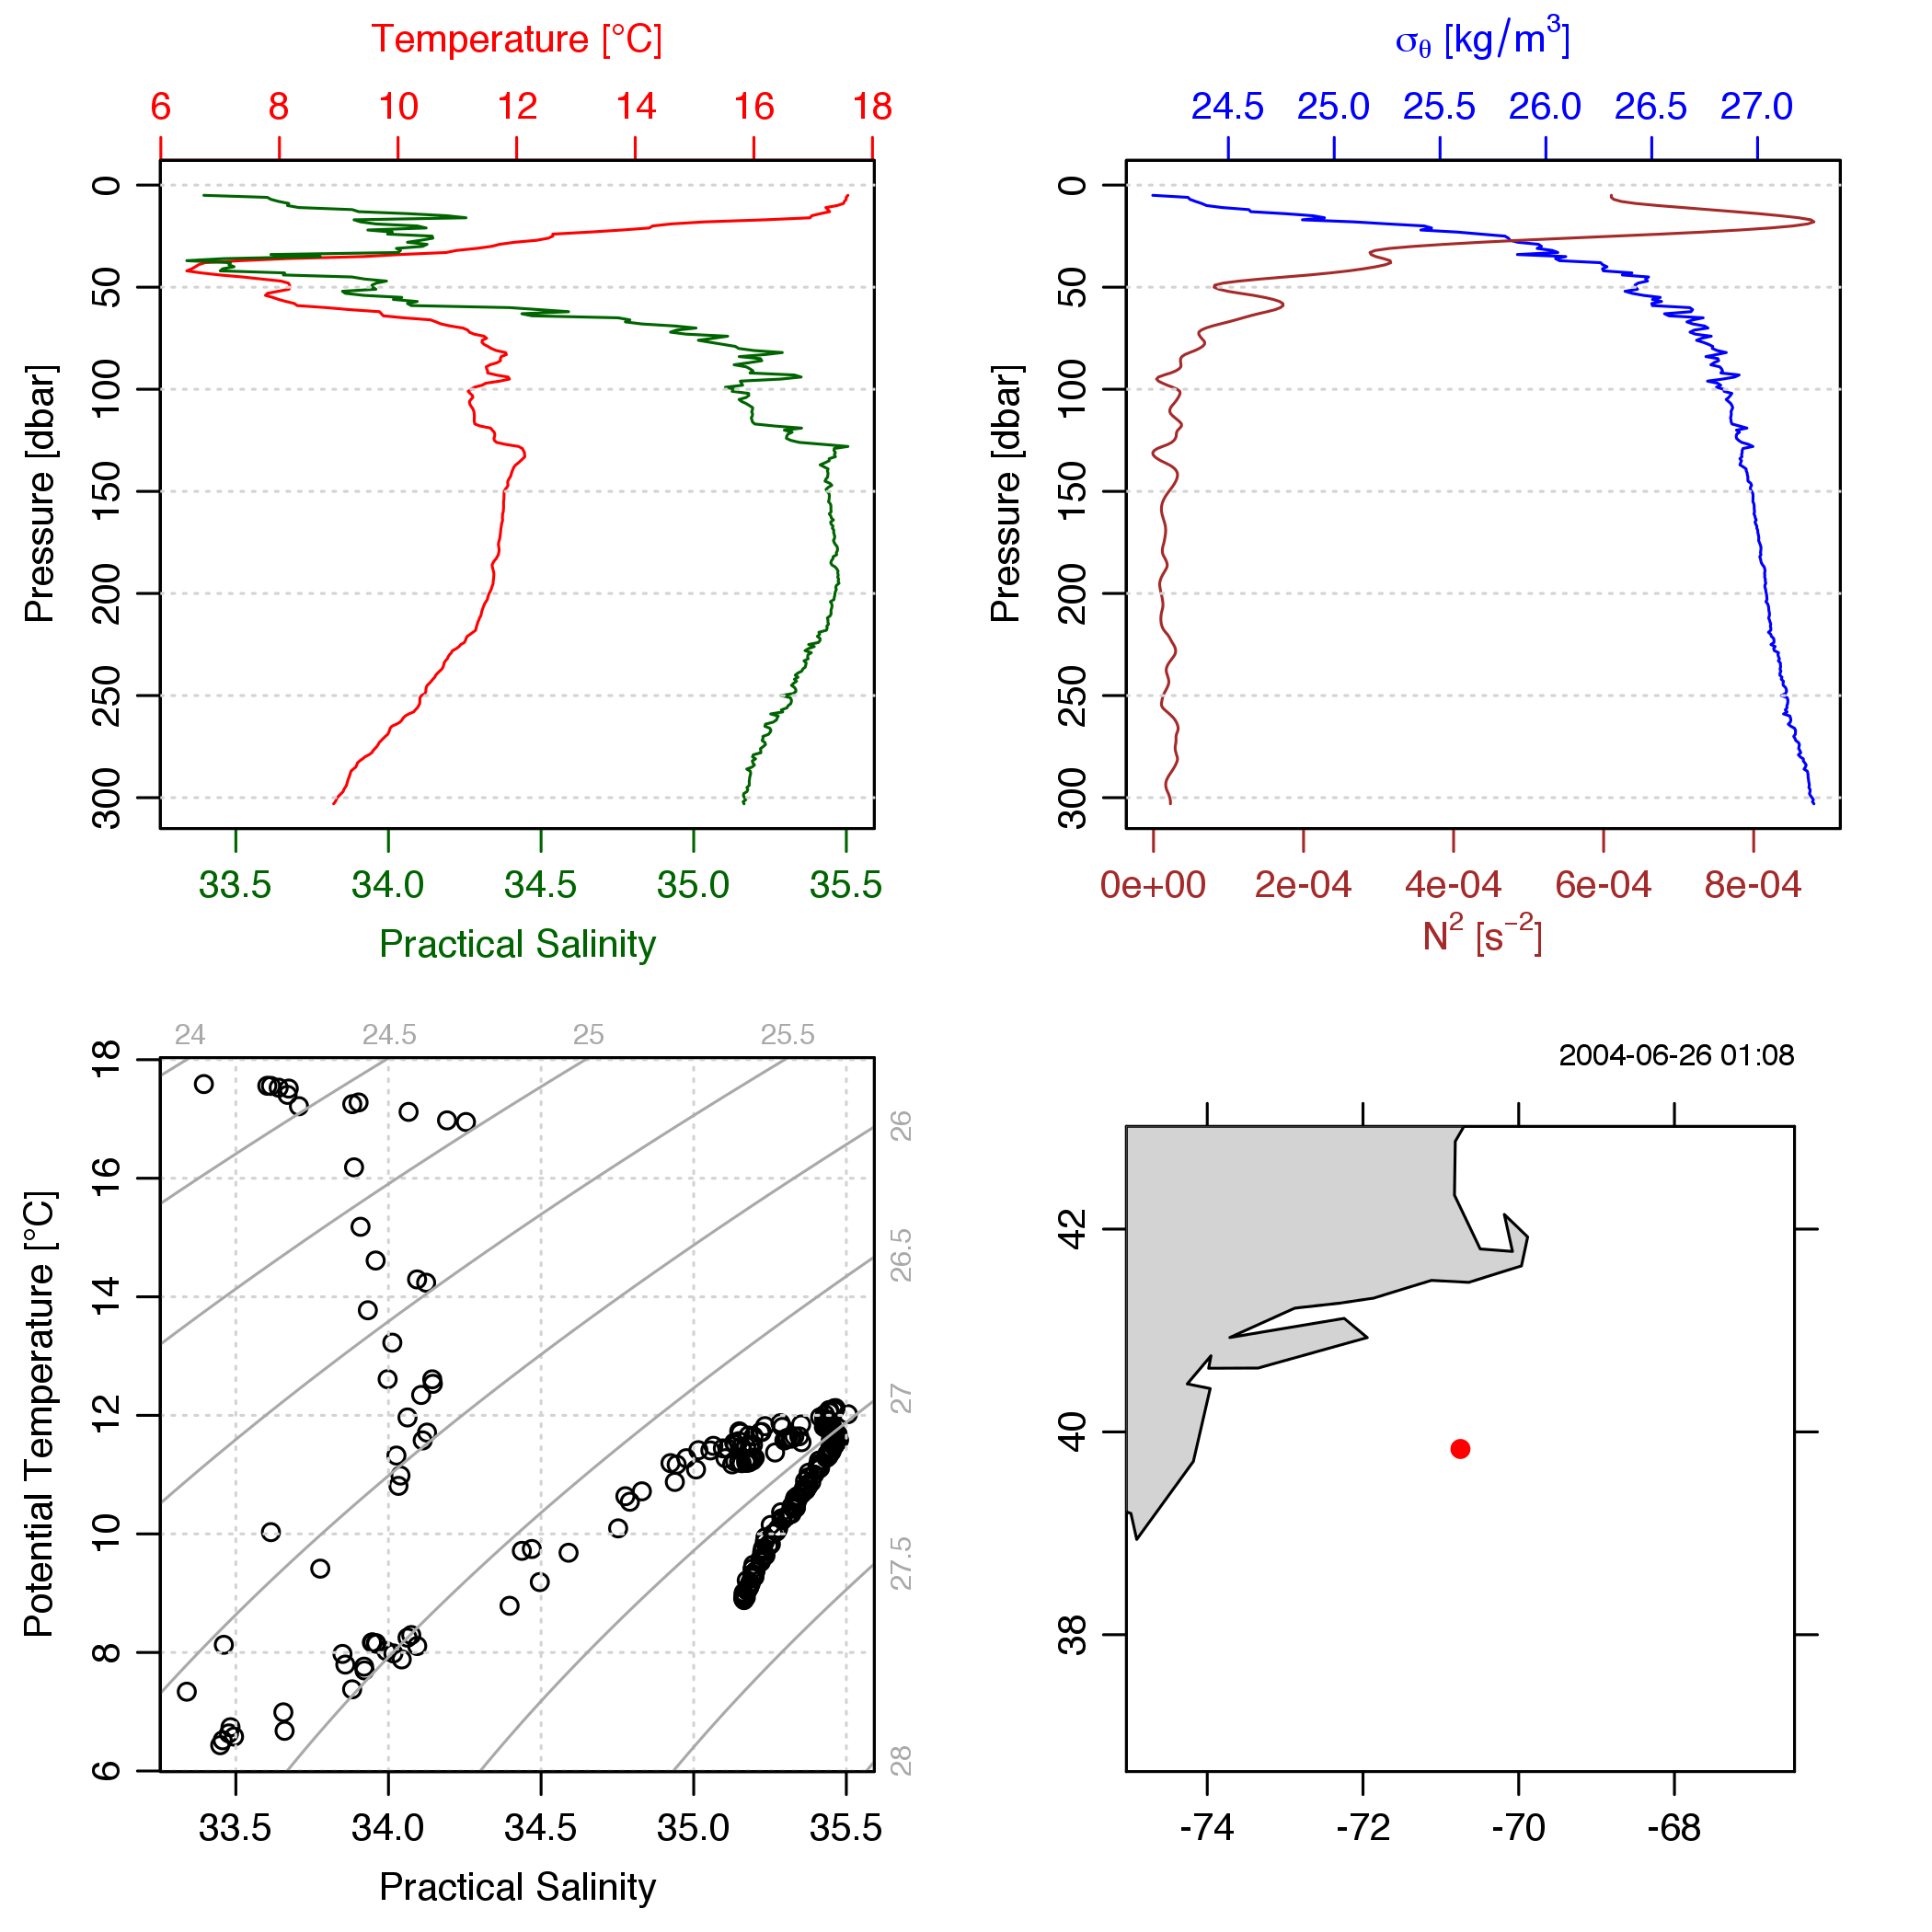 Temperature [°C]
6 8 10 12 14 16 18
0 50 100 150 200 250 300
Pressure [dbar]
33.5 34.0 34.5 35.0 35.5
Practical Salinity
σθ [kg/m³]
24.5 25.0 25.5 26.0 26.5 27.0
0 50 100 150 200 250 300
Pressure [dbar]
0e+00 2e-04 4e-04 6e-04 8e-04
N² [s⁻²]
24 24.5 25 25.5
26 26.5 27 27.5 28
18 16 14 12 10 8 6
Potential Temperature [°C]
33.5 34.0 34.5 35.0 35.5
Practical Salinity
2004-06-26 01:08
42 40 38
-74 -72 -70 -68